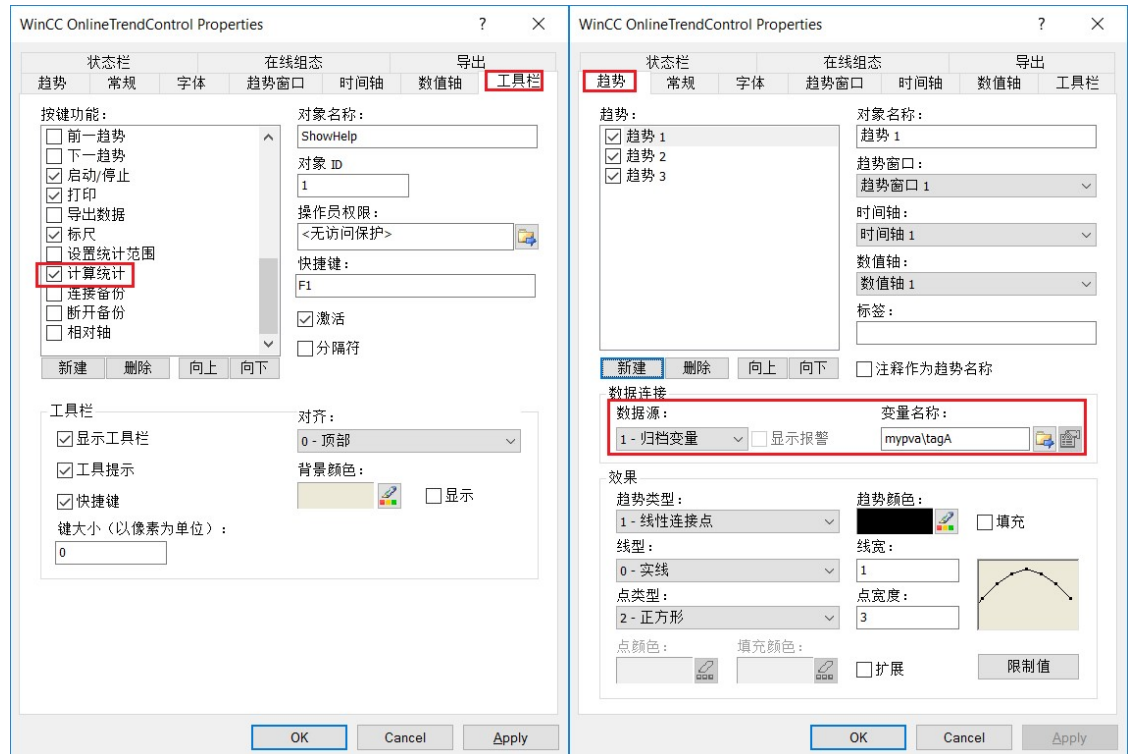 WinCC OnlineTrendControl Properties
状态栏 在线组态 导出
趋势 常规 字体 趋势窗口 时间轴 数值轴 工具栏
按键功能：
前一趋势
下一趋势
启动/停止
打印
导出数据
标尺
设置统计范围
计算统计
连接备份
断开备份
相对轴
新建 删除 向上 向下
对象名称：
ShowHelp
对象 ID
1
操作员权限：
<无访问保护>
快捷键：
F1
激活
分隔符
工具栏
显示工具栏
工具提示
快捷键
键大小（以像素为单位）：
0
对齐：
0 - 顶部
背景颜色：
显示
OK Cancel Apply
WinCC OnlineTrendControl Properties
状态栏 在线组态 导出
趋势 常规 字体 趋势窗口 时间轴 数值轴 工具栏
趋势：
趋势 1
趋势 2
趋势 3
新建 删除 向上 向下
对象名称：
趋势 1
趋势窗口：
趋势窗口 1
时间轴：
时间轴 1
数值轴：
数值轴 1
标签：
注释作为趋势名称
数据连接
数据源： 变量名称：
1 - 归档变量 显示报警 mypva\tagA
效果
趋势类型： 趋势颜色：
1 - 线性连接点 填充
线型： 线宽：
0 - 实线 1
点类型： 点宽度：
2 - 正方形 3
点颜色： 填充颜色：
扩展 限制值
OK Cancel Apply